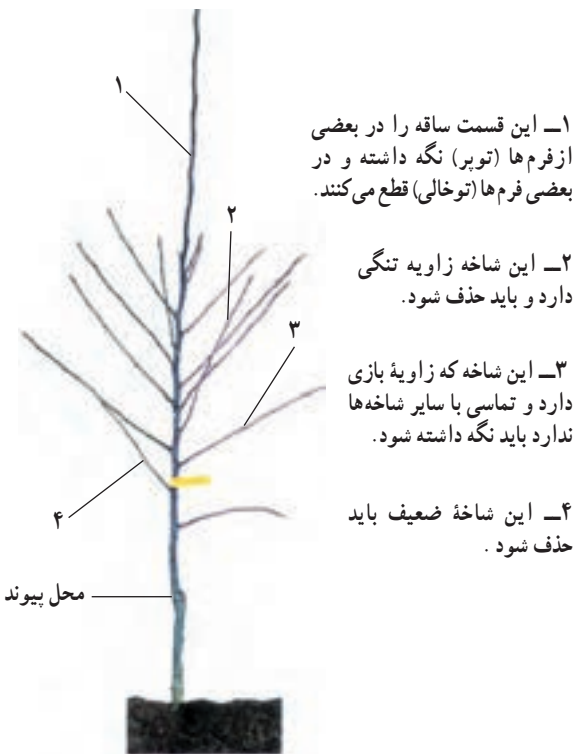 ۱
۱ــ این قسمت ساقه را در بعضی
ازفرم‌ها (توپر) نگه داشته و در
بعضی فرم‌ها (توخالی) قطع می‌کنند.
۲
۲ــ این شاخه زاویه تنگی
دارد و باید حذف شود.
۳
۳ــ این شاخه که زاویهٔ بازی
دارد و تماسی با سایر شاخه‌ها
ندارد باید نگه داشته شود.
۴
۴ــ این شاخهٔ ضعیف باید
حذف شود .
محل پیوند